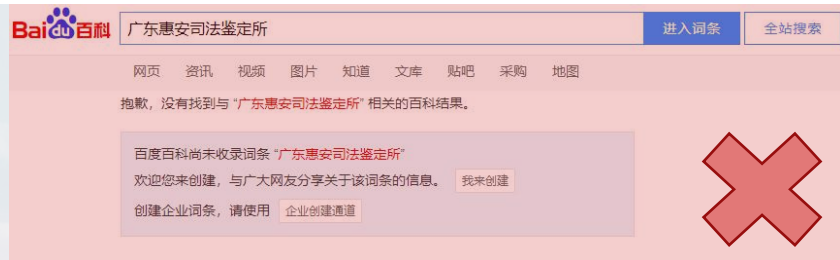 Baidu百科 广东惠安司法鉴定所 进入词条 全站搜索
网页 资讯 视频 图片 知道 文库 贴吧 采购 地图
抱歉，没有找到与“广东惠安司法鉴定所”相关的百科结果。
百度百科尚未收录词条“广东惠安司法鉴定所”
欢迎您来创建，与广大网友分享关于该词条的信息。 我来创建
创建企业词条，请使用 企业创建通道